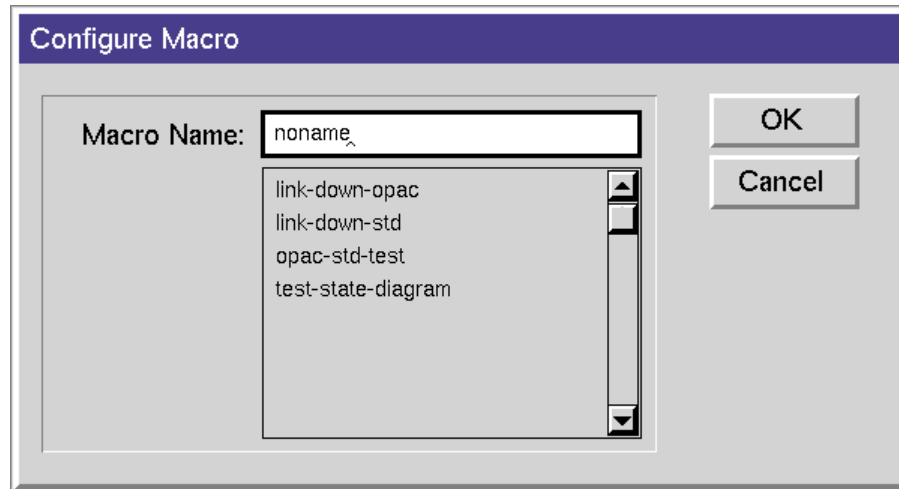 Configure Macro
Macro Name:
noname
link-down-opac
link-down-std
opac-std-test
test-state-diagram
OK
Cancel